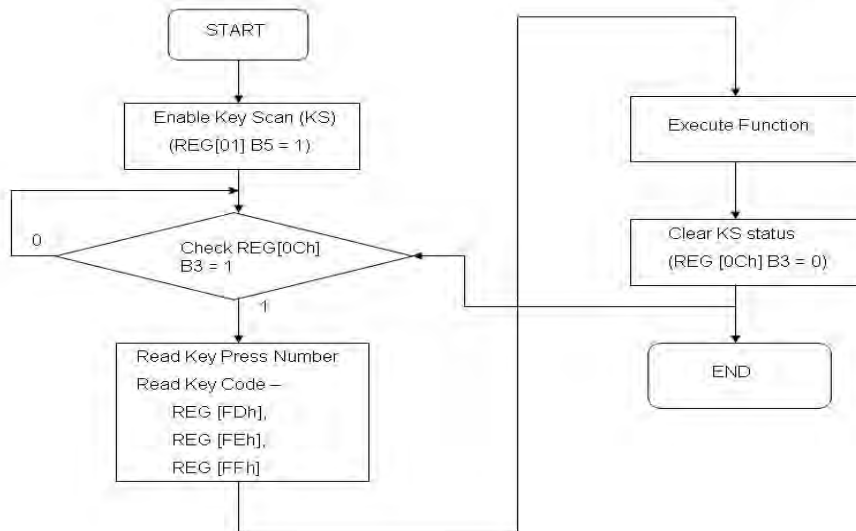 START
Enable Key Scan (KS)
(REG[01] B5 = 1)
0
Check REG[0Ch]
B3 = 1
1
Read Key Press Number
Read Key Code –
REG [FDh],
REG [FEh],
REG [FFh]
Execute Function
Clear KS status
(REG [0Ch] B3 = 0)
END